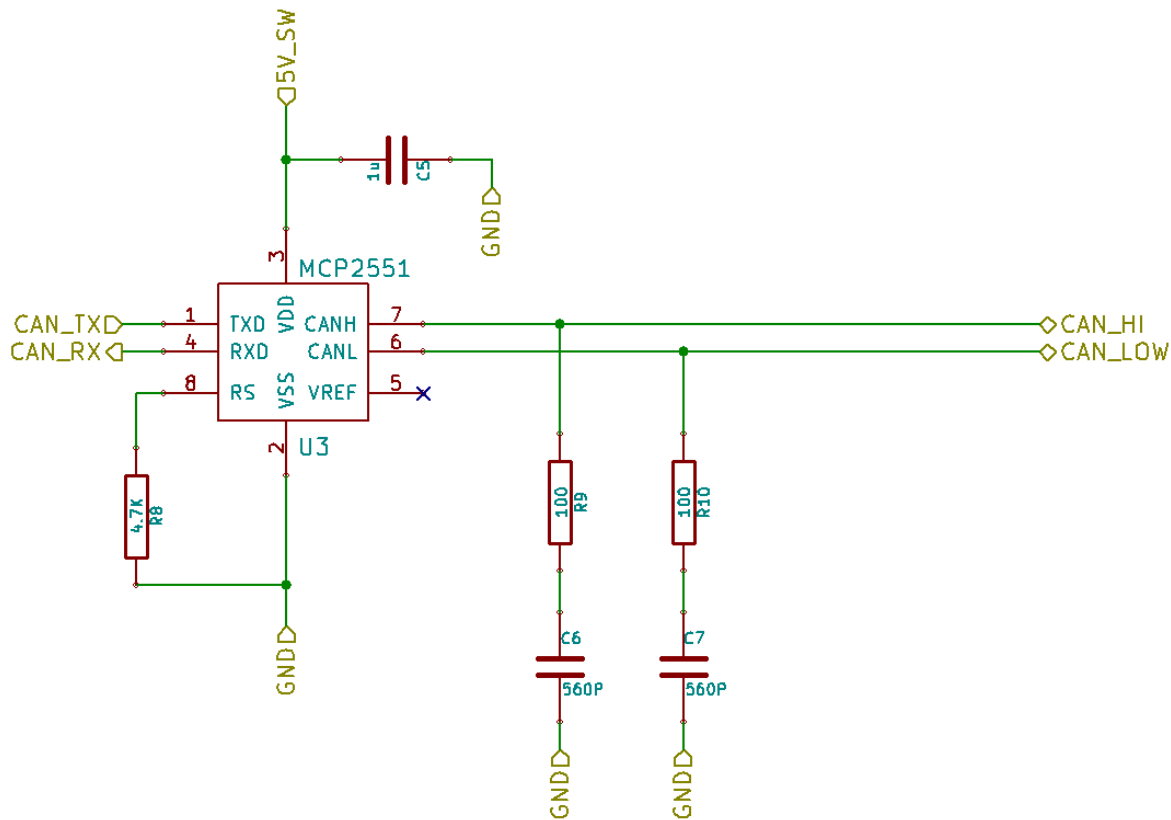 5V_SW
1u
C5
GND
MCP2551
CAN_TX
1
TXD
VDD
3
CANH
7
CAN_HI
CAN_RX
4
RXD
CANL
6
CAN_LOW
8
RS
VSS
VREF
5
2
U3
4.7K
R8
100
R9
100
R10
GND
C6
560P
C7
560P
GND
GND